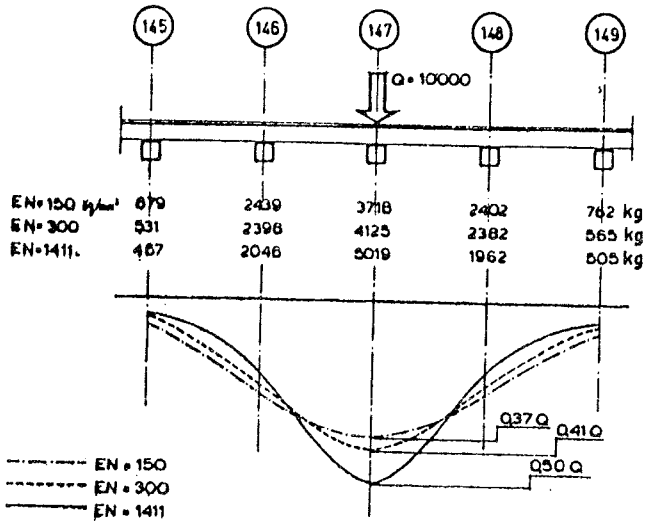 145 146 147 148 149
Q = 10000
EN=150 kg/mm² 679 2439 3718 2402 762 kg
EN=300 531 2398 4125 2382 565 kg
EN=1411. 467 2046 5019 1962 505 kg
0,37 Q
0,41 Q
0,50 Q
EN = 150
EN = 300
EN = 1411